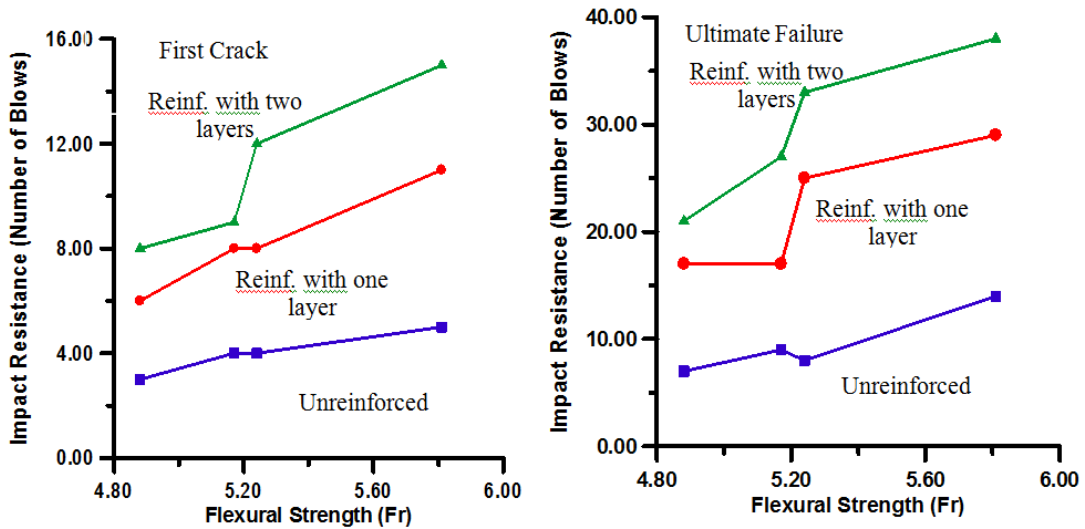 16.00
12.00
8.00
4.00
0.00
Impact Resistance (Number of Blows)
First Crack
Reinf. with two
layers
Reinf. with one
layer
Unreinforced
4.80
5.20
5.60
6.00
Flexural Strength (Fr)
40.00
30.00
20.00
10.00
0.00
Impact Resistance (Number of Blows)
Ultimate Failure
Reinf. with two
layers
Reinf. with one
layer
Unreinforced
4.80
5.20
5.60
6.00
Flexural Strength (Fr)